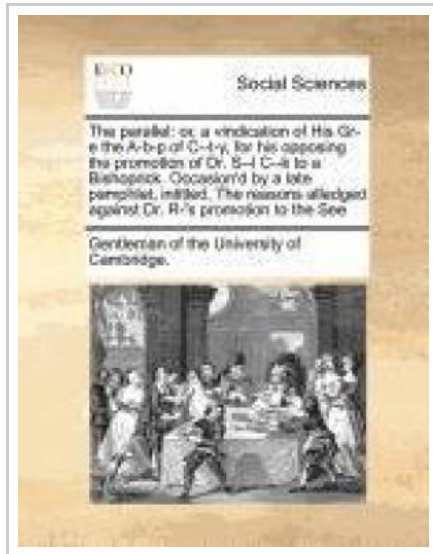 ECCO
Social Sciences
The parallel: or, a vindication of His Gr-
e the A-b-p of C--t-y, for his opposing
the promotion of Dr. S--l C--k to a
Bishoprick. Occasion'd by a late
pamphlet, intitled, The reasons alledged
against Dr. R-'s promotion to the See
Gentleman of the University of
Cambridge.